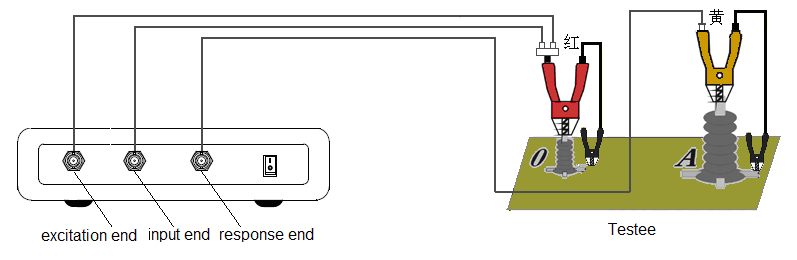 黄
红
0
A
excitation end
input end
response end
Testee